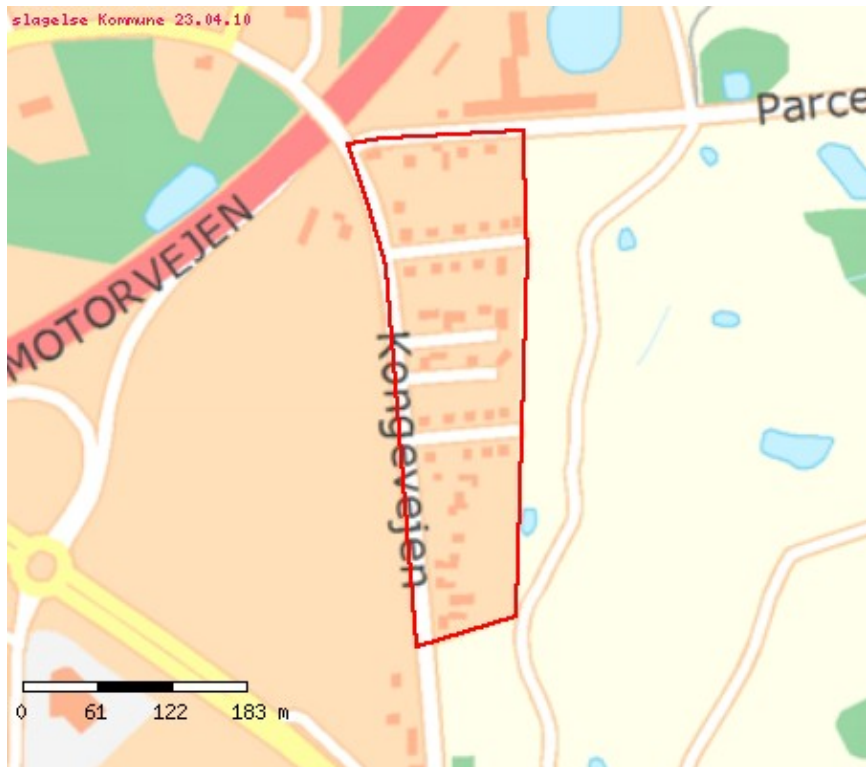 slagelse Kommune 23.04.10
Parce
MOTORVEJEN
Kongevejen
0 61 122 183 m